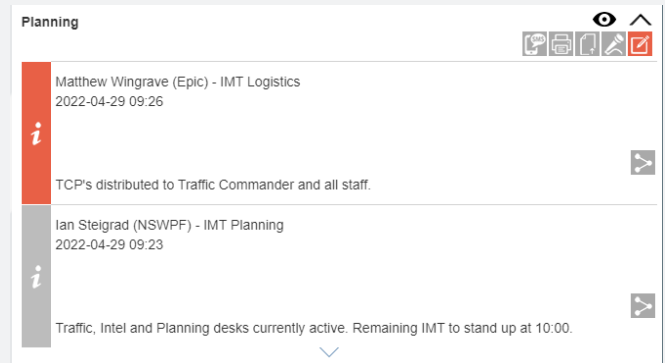 Planning
SMS
Matthew Wingrave (Epic) - IMT Logistics
2022-04-29 09:26
i
TCP's distributed to Traffic Commander and all staff.
Ian Steigrad (NSWPF) - IMT Planning
2022-04-29 09:23
i
Traffic, Intel and Planning desks currently active. Remaining IMT to stand up at 10:00.